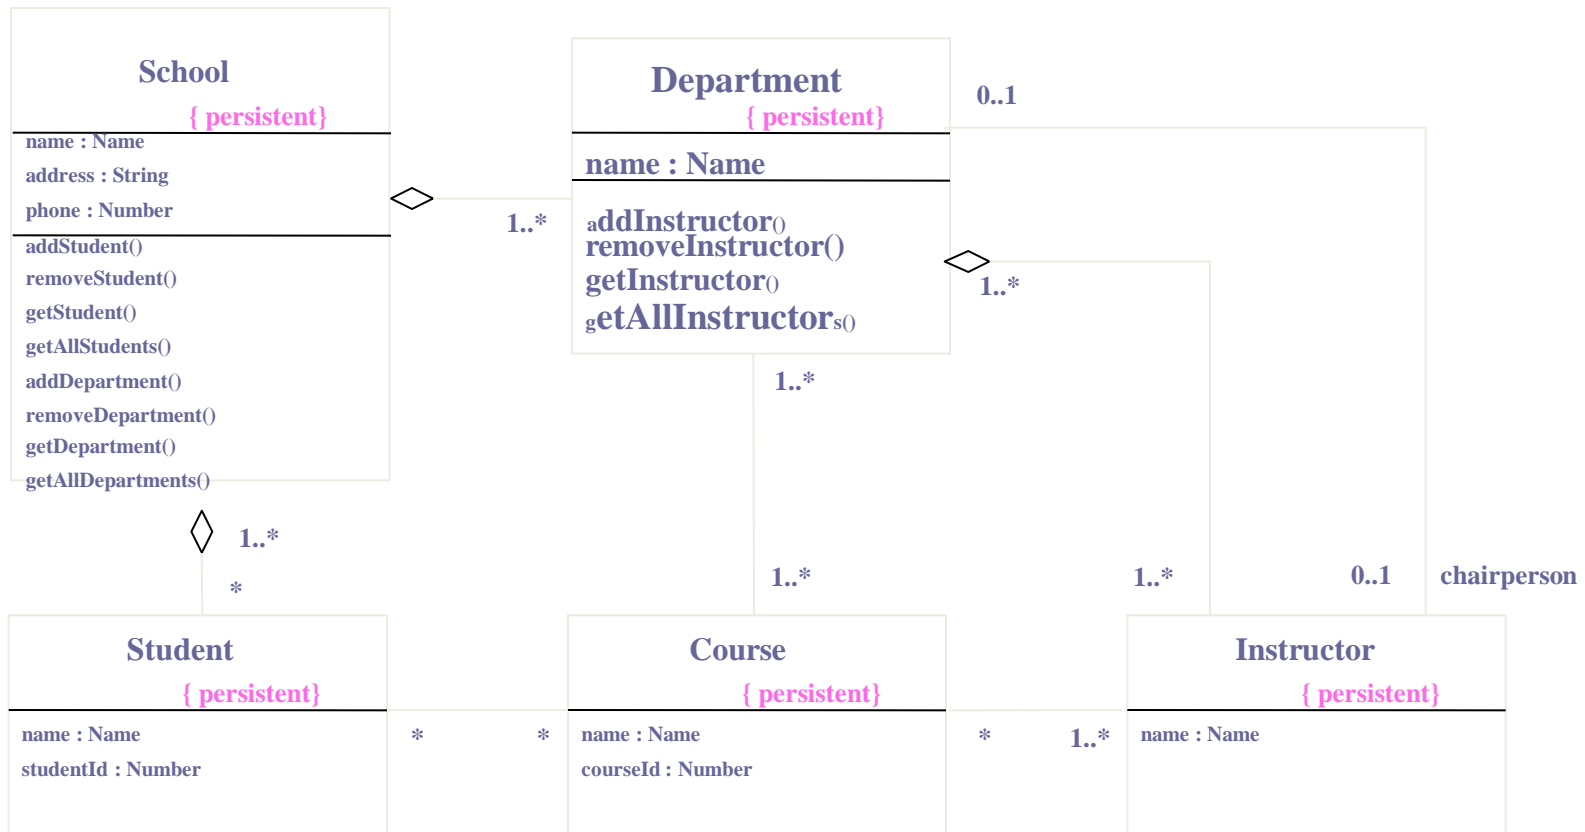 School
{ persistent}
name : Name
address : String
phone : Number
addStudent()
removeStudent()
getStudent()
getAllStudents()
addDepartment()
removeDepartment()
getDepartment()
getAllDepartments()
1..*
Department
{ persistent}
name : Name
addInstructor()
removeInstructor()
getInstructor()
getAllInstructors()
0..1
1..*
1..*
1..*
*
1..*
1..*
0..1
chairperson
Student
{ persistent}
name : Name
studentId : Number
*
*
Course
{ persistent}
name : Name
courseId : Number
*
1..*
Instructor
{ persistent}
name : Name